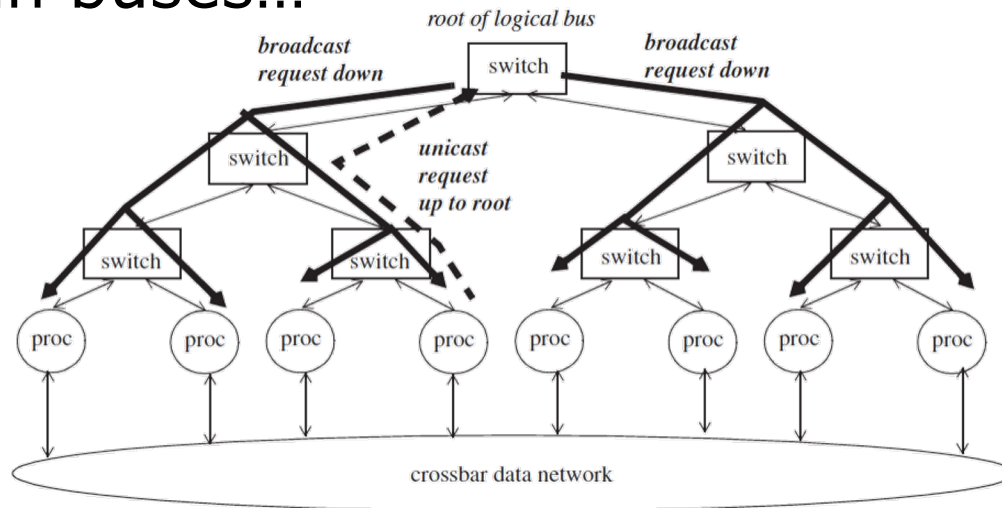 buses...
root of logical bus
broadcast
request down
broadcast
request down
switch
unicast
request
up to root
switch
switch
switch
switch
switch
switch
proc
proc
proc
proc
proc
proc
proc
proc
crossbar data network